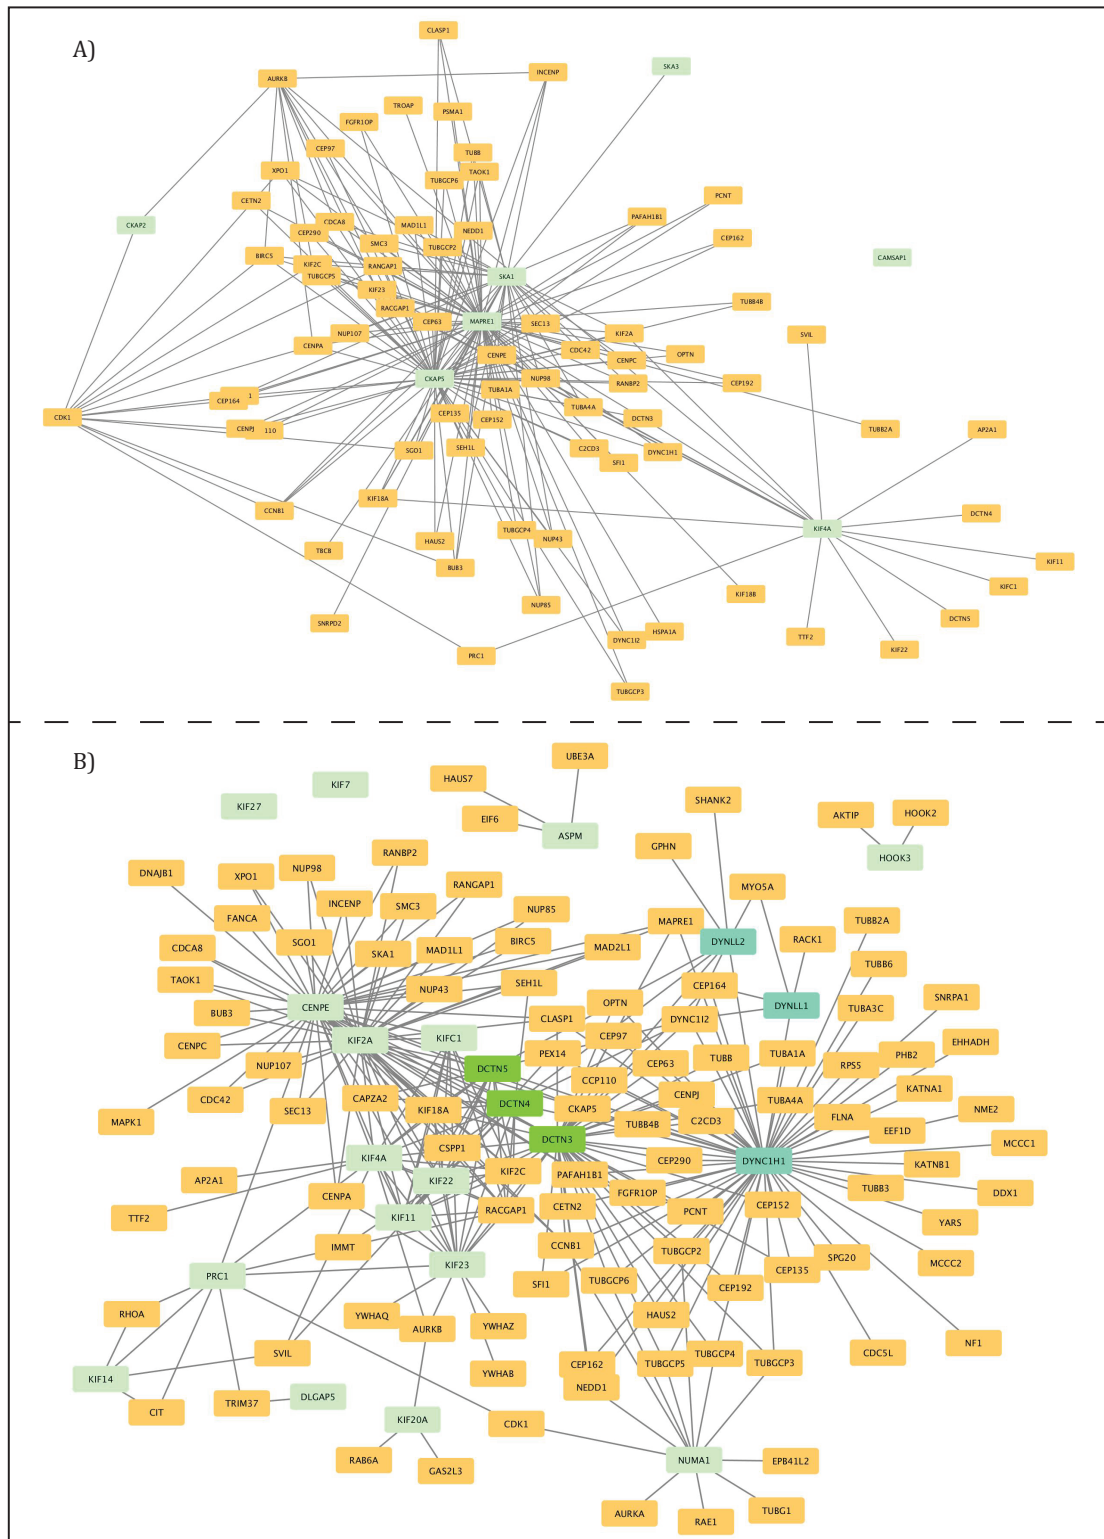 A)
CLASP1
SKA3
INCENP
AURKB
TROAP
PSMA1
FGFR1OP
CEP97
TUBB
XPO1
TAOK1
TUBGCP6
CETN2
PCNT
CKAP2
CDCA8
MAD1L1
PAFAH1B1
CEP290
NEDD1
SMC3
TUBGCP2
CEP162
BIRC5
KIF2C
RANGAP1
CAMSAP1
TUBGCP5
SKA1
KIF23
RACGAP1
TUBB4B
MAPRE1
CEP63
SEC13
NUP107
KIF2A
SVIL
CENPA
CDC42
OPTN
CENPE
CENPC
CKAP5
NUP98
RANBP2
CEP192
TUBA1A
CEP164
1
TUBA4A
CDK1
CEP135
CEP152
DCTN3
CENPJ
110
TUBB2A
AP2A1
SGO1
SEH1L
C2CD3
DYNC1H1
SFI1
KIF18A
CCNB1
DCTN4
TUBGCP4
KIF4A
HAUS2
NUP43
TBCB
BUB3
KIF11
KIFC1
KIF18B
NUP85
SNRPD2
DCTN5
HSPA1A
TTF2
DYNC1I2
KIF22
PRC1
TUBGCP3
B)
UBE3A
HAUS7
KIF7
KIF27
SHANK2
EIF6
ASPM
AKTIP
HOOK2
GPHN
RANBP2
HOOK3
DNAJB1
NUP98
XPO1
RANGAP1
MYO5A
INCENP
SMC3
NUP85
FANCA
MAPRE1
TUBB2A
CDCA8
SGO1
SKA1
MAD1L1
BIRC5
MAD2L1
DYNLL2
RACK1
TUBB6
TAOK1
NUP43
SEH1L
CEP164
BUB3
CENPE
OPTN
DYNLL1
TUBA3C
SNRPA1
CLASP1
DYNC1I2
CENPC
KIF2A
KIFC1
CEP97
EHHADH
NUP107
PEX14
CEP63
TUBB
TUBA1A
RPS5
PHB2
DCTN5
CCP110
CDC42
SEC13
CAPZA2
CENPJ
KATNA1
KIF18A
DCTN4
CKAP5
TUBA4A
NME2
MAPK1
TUBB4B
C2CD3
FLNA
EEF1D
CSPP1
DCTN3
MCCC1
KIF4A
CEP290
DYNC1H1
KATNB1
AP2A1
KIF22
KIF2C
PAFAH1B1
CENPA
FGFR1OP
TUBB3
DDX1
CETN2
CEP152
TTF2
KIF11
RACGAP1
PCNT
YARS
IMMT
CCNB1
TUBGCP2
SPG20
MCCC2
PRC1
KIF23
CEP135
SFI1
TUBGCP6
CEP192
RHOA
YWHAQ
HAUS2
YWHAZ
AURKB
NF1
SVIL
TUBGCP4
CDC5L
CEP162
TUBGCP5
TUBGCP3
YWHAB
KIF14
NEDD1
DLGAP5
TRIM37
CIT
KIF20A
CDK1
RAB6A
NUMA1
EPB41L2
GAS2L3
TUBG1
AURKA
RAE1